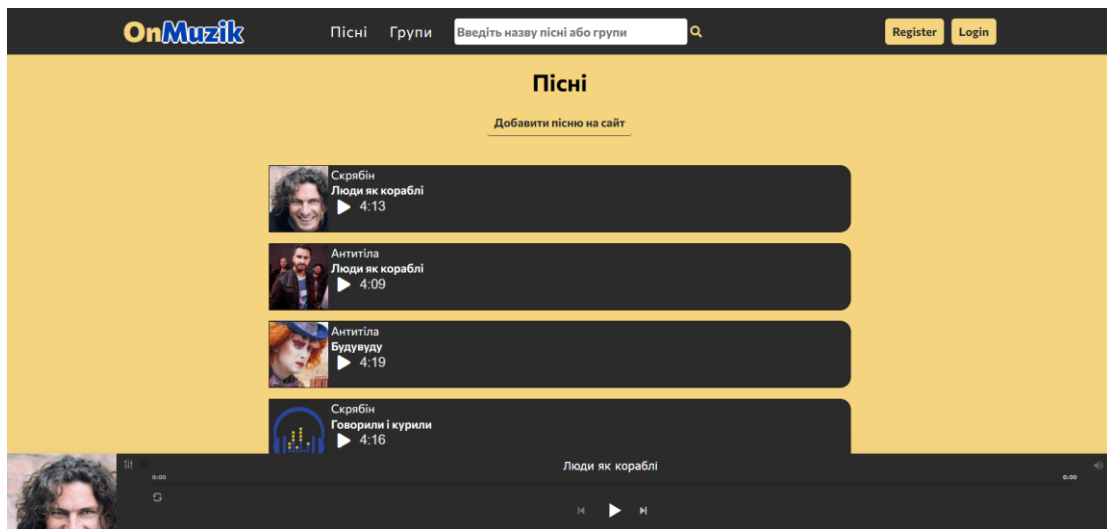 OnMuzik
Пісні Групи Введіть назву пісні або групи Register Login
Пісні
Добавити пісню на сайт
Скрябін
Люди як кораблі
4:13
Антитіла
Люди як кораблі
4:09
Антитіла
Будувуду
4:19
Скрябін
Говорили і курили
4:16
Люди як кораблі
0:00 0:00